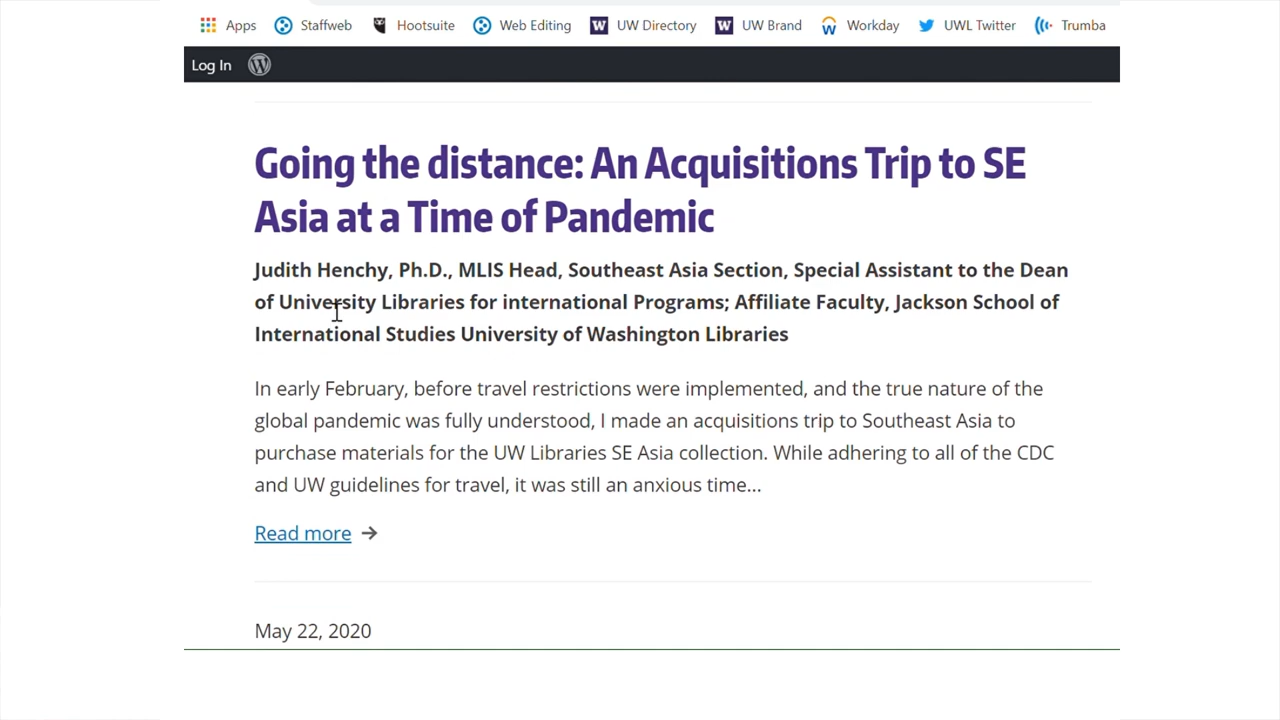 Apps Staffweb Hootsuite Web Editing UW Directory UW Brand Workday UWL Twitter Trumba
Log In
Going the distance: An Acquisitions Trip to SE
Asia at a Time of Pandemic
Judith Henchy, Ph.D., MLIS Head, Southeast Asia Section, Special Assistant to the Dean
of University Libraries for international Programs; Affiliate Faculty, Jackson School of
International Studies University of Washington Libraries
In early February, before travel restrictions were implemented, and the true nature of the
global pandemic was fully understood, I made an acquisitions trip to Southeast Asia to
purchase materials for the UW Libraries SE Asia collection. While adhering to all of the CDC
and UW guidelines for travel, it was still an anxious time...
Read more →
May 22, 2020